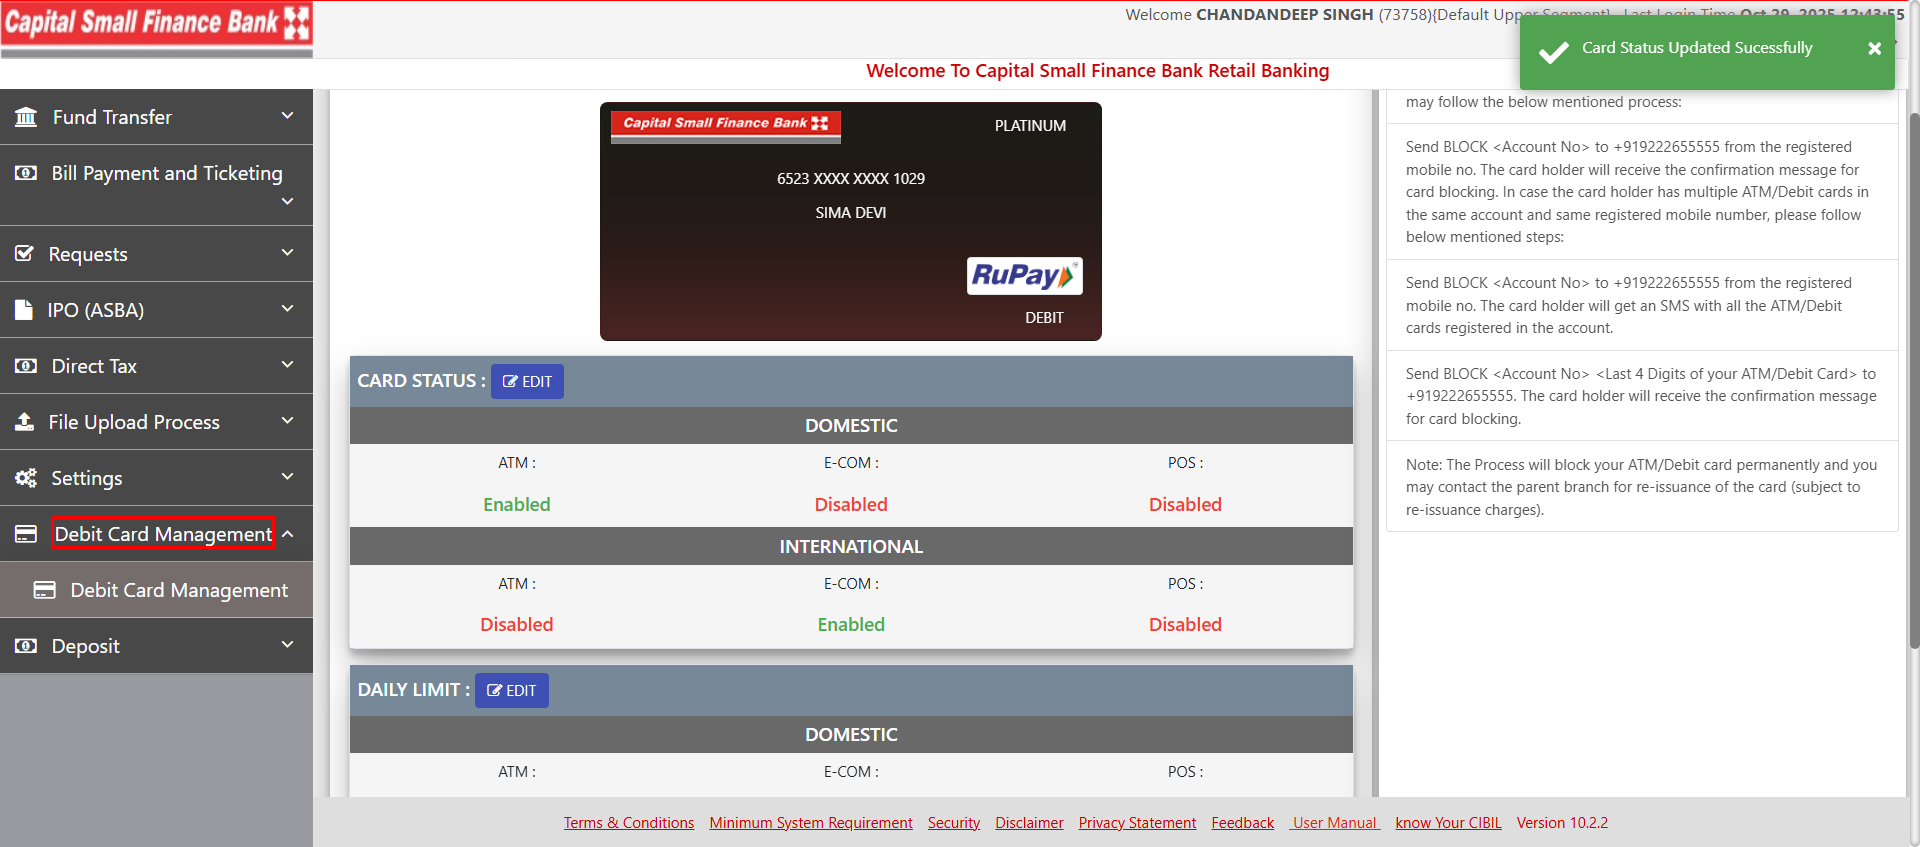 Capital Small Finance Bank
Welcome CHANDANDEEP SINGH (73758){Default Upper Segment} Last Login Time Oct 29, 2025 12:43:55
Card Status Updated Sucessfully
Welcome To Capital Small Finance Bank Retail Banking
Fund Transfer
Bill Payment and Ticketing
Requests
IPO (ASBA)
Direct Tax
File Upload Process
Settings
Debit Card Management
Debit Card Management
Deposit
Capital Small Finance Bank
PLATINUM
6523 XXXX XXXX 1029
SIMA DEVI
RuPay
DEBIT
CARD STATUS : EDIT
DOMESTIC
ATM : E-COM : POS :
Enabled Disabled Disabled
INTERNATIONAL
ATM : E-COM : POS :
Disabled Enabled Disabled
DAILY LIMIT : EDIT
DOMESTIC
ATM : E-COM : POS :
may follow the below mentioned process:
Send BLOCK <Account No> to +919222655555 from the registered
mobile no. The card holder will receive the confirmation message for
card blocking. In case the card holder has multiple ATM/Debit cards in
the same account and same registered mobile number, please follow
below mentioned steps:
Send BLOCK <Account No> to +919222655555 from the registered
mobile no. The card holder will get an SMS with all the ATM/Debit
cards registered in the account.
Send BLOCK <Account No> <Last 4 Digits of your ATM/Debit Card> to
+919222655555. The card holder will receive the confirmation message
for card blocking.
Note: The Process will block your ATM/Debit card permanently and you
may contact the parent branch for re-issuance of the card (subject to
re-issuance charges).
Terms & Conditions Minimum System Requirement Security Disclaimer Privacy Statement Feedback User Manual know Your CIBIL Version 10.2.2